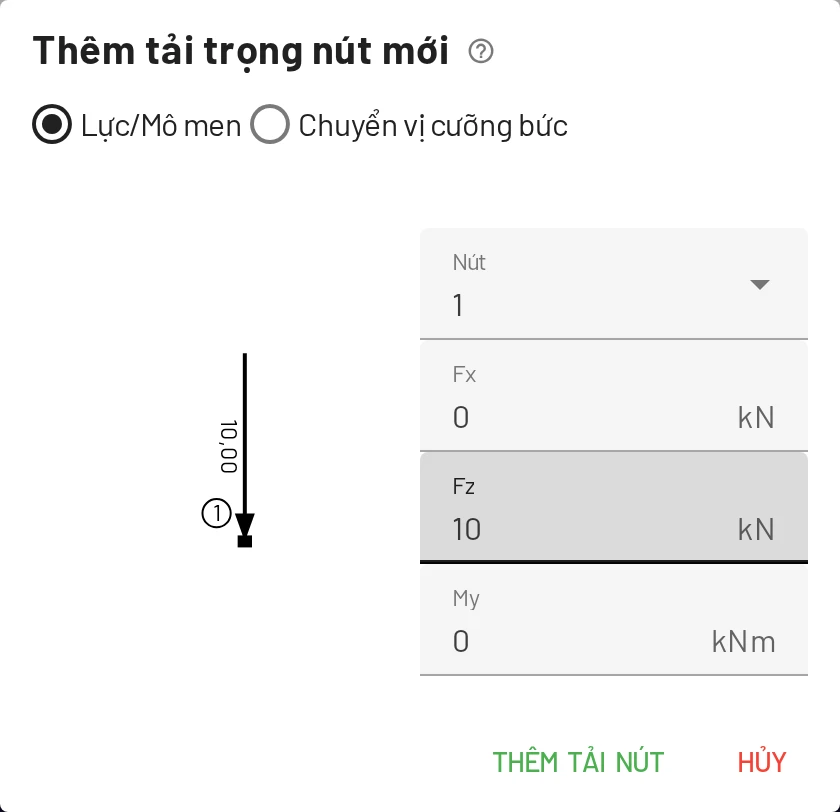 Thêm tải trọng nút mới
Lực/Mô men Chuyển vị cưỡng bức
Nút
1
Fx
0 kN
10,00
Fz
1
10 kN
My
0 kNm
THÊM TẢI NÚT HỦY